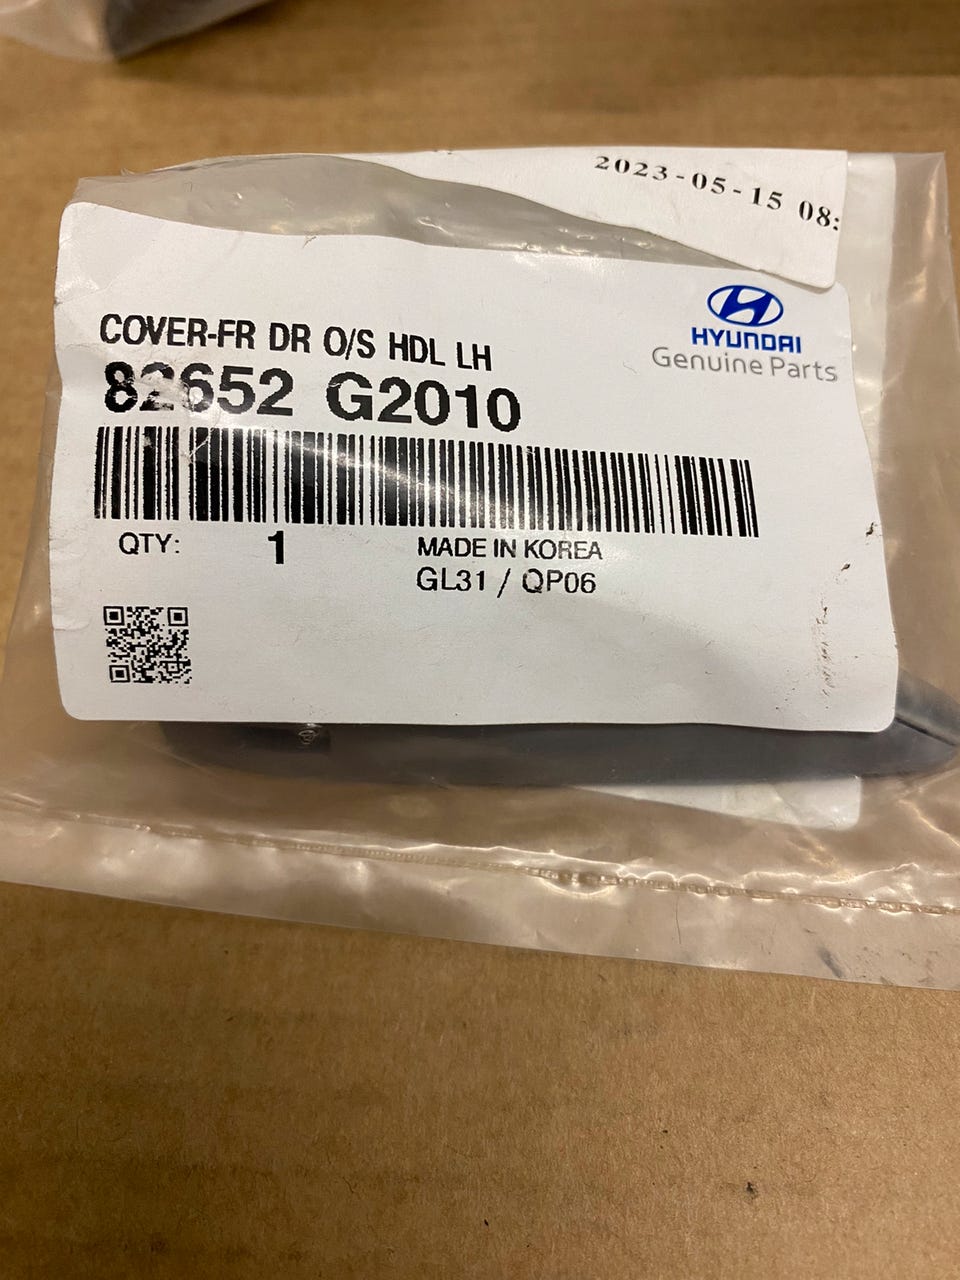 2023-05-15 08:
HYUNDAI
Genuine Parts
COVER-FR DR O/S HDL LH
82652 G2010
QTY: 1 MADE IN KOREA
GL31 / QP06